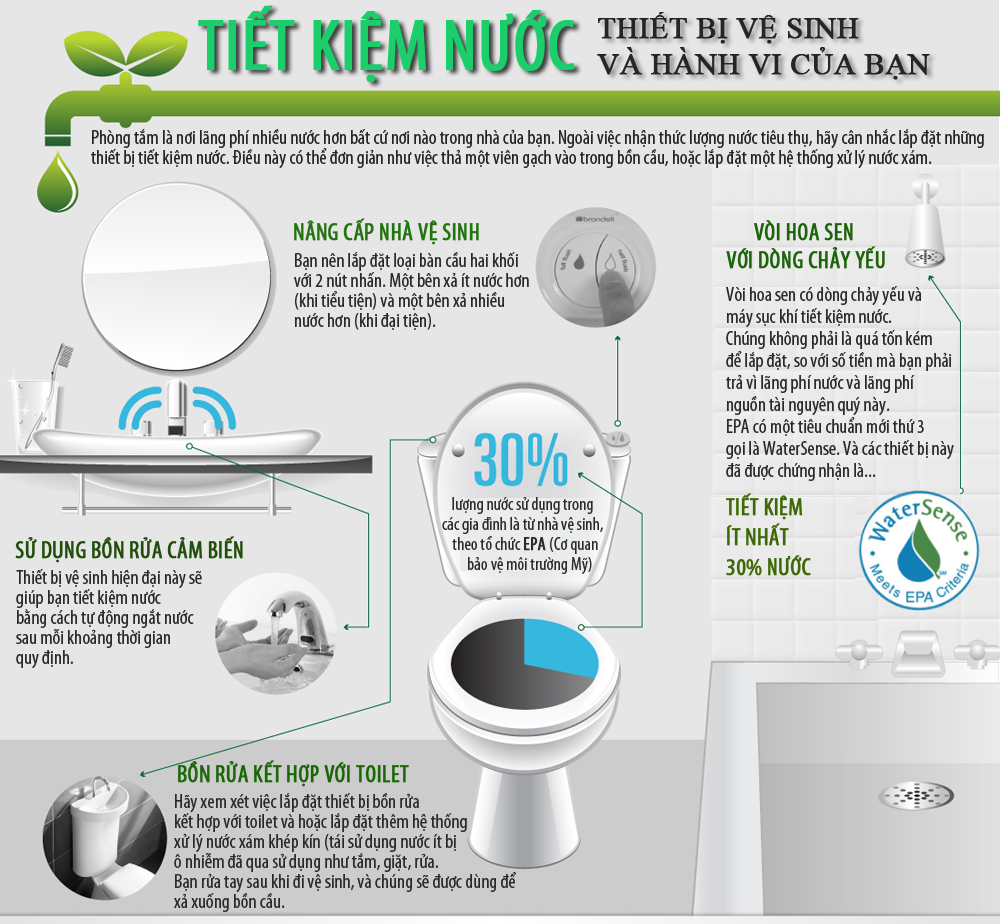 TIẾT KIỆM NƯỚC
THIẾT BỊ VỆ SINH
VÀ HÀNH VI CỦA BẠN
Phòng tắm là nơi lãng phí nhiều nước hơn bất cứ nơi nào trong nhà của bạn. Ngoài việc nhận thức lượng nước tiêu thụ, hãy cân nhắc lắp đặt những
thiết bị tiết kiệm nước. Điều này có thể đơn giản như việc thả một viên gạch vào trong bồn cầu, hoặc lắp đặt một hệ thống xử lý nước xám.
NÂNG CẤP NHÀ VỆ SINH
Bạn nên lắp đặt loại bàn cầu hai khối
với 2 nút nhấn. Một bên xả ít nước hơn
(khi tiểu tiện) và một bên xả nhiều
nước hơn (khi đại tiện).
brondell
full flush
half flush
VÒI HOA SEN
VỚI DÒNG CHẢY YẾU
Vòi hoa sen có dòng chảy yếu và
máy sục khí tiết kiệm nước.
Chúng không phải là quá tốn kém
để lắp đặt, so với số tiền mà bạn phải
trả vì lãng phí nước và lãng phí
nguồn tài nguyên quý này.
EPA có một tiêu chuẩn mới thứ 3
gọi là WaterSense. Và các thiết bị này
đã được chứng nhận là...
TIẾT KIỆM
ÍT NHẤT
30% NƯỚC
WaterSense
Meets EPA Criteria
30%
lượng nước sử dụng trong
các gia đình là từ nhà vệ sinh,
theo tổ chức EPA (Cơ quan
bảo vệ môi trường Mỹ)
SỬ DỤNG BỒN RỬA CẢM BIẾN
Thiết bị vệ sinh hiện đại này sẽ
giúp bạn tiết kiệm nước
bằng cách tự động ngắt nước
sau mỗi khoảng thời gian
quy định.
BỒN RỬA KẾT HỢP VỚI TOILET
Hãy xem xét việc lắp đặt thiết bị bồn rửa
kết hợp với toilet và hoặc lắp đặt thêm hệ thống
xử lý nước xám khép kín (tái sử dụng nước ít bị
ô nhiễm đã qua sử dụng như tắm, giặt, rửa.
Bạn rửa tay sau khi đi vệ sinh, và chúng sẽ được dùng để
xả xuống bồn cầu.